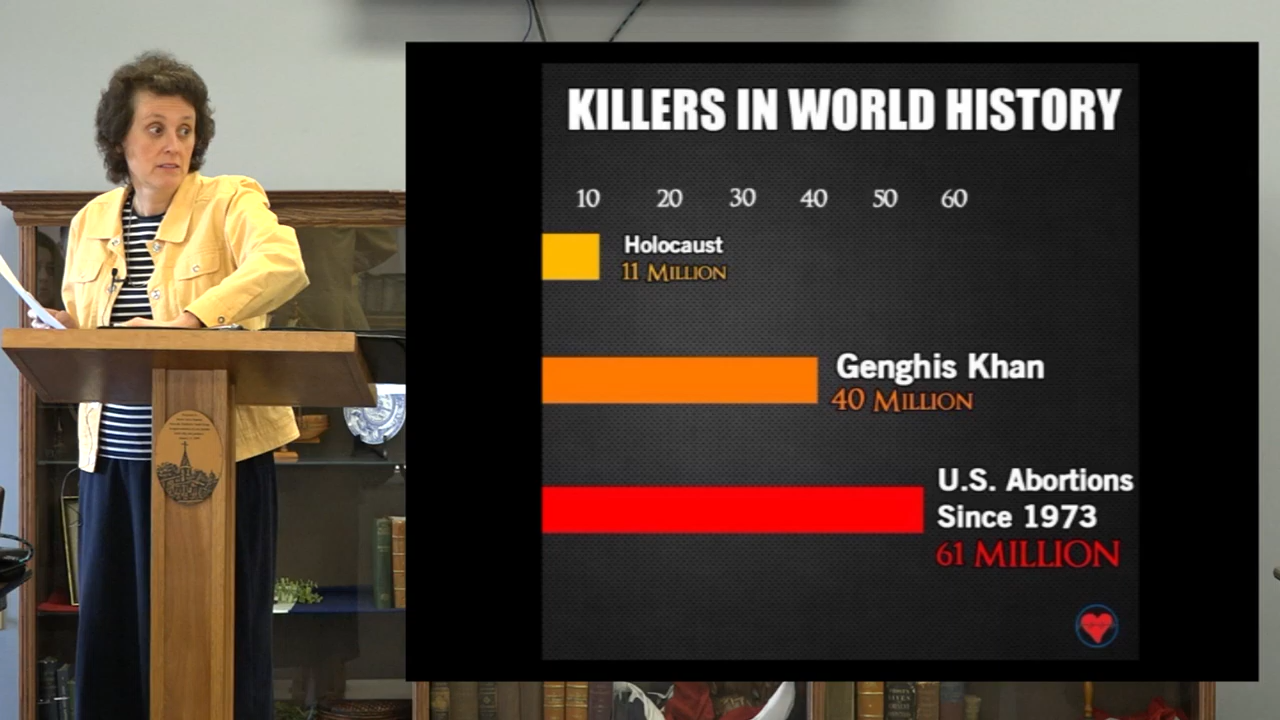 KILLERS IN WORLD HISTORY
10 20 30 40 50 60
Holocaust
11 MILLION
Genghis Khan
40 MILLION
U.S. Abortions
Since 1973
61 MILLION